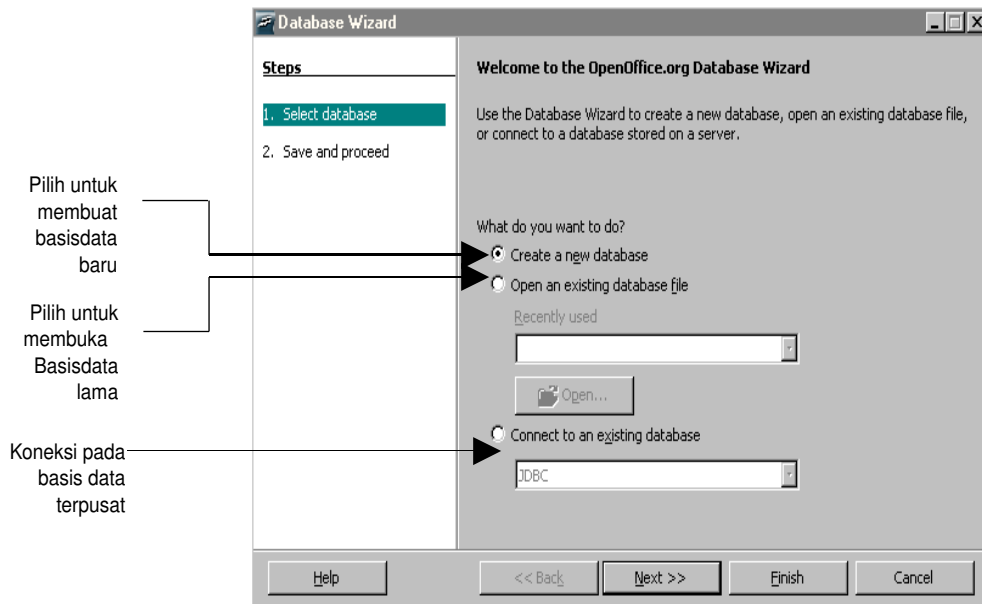 Database Wizard
Steps
1. Select database
2. Save and proceed
Welcome to the OpenOffice.org Database Wizard
Use the Database Wizard to create a new database, open an existing database file,
or connect to a database stored on a server.
What do you want to do?
Create a new database
Open an existing database file
Recently used
Open...
Connect to an existing database
JDBC
Help
<< Back
Next >>
Finish
Cancel
Pilih untuk
membuat
basisdata
baru
Pilih untuk
membuka
Basisdata
lama
Koneksi pada
basis data
terpusat